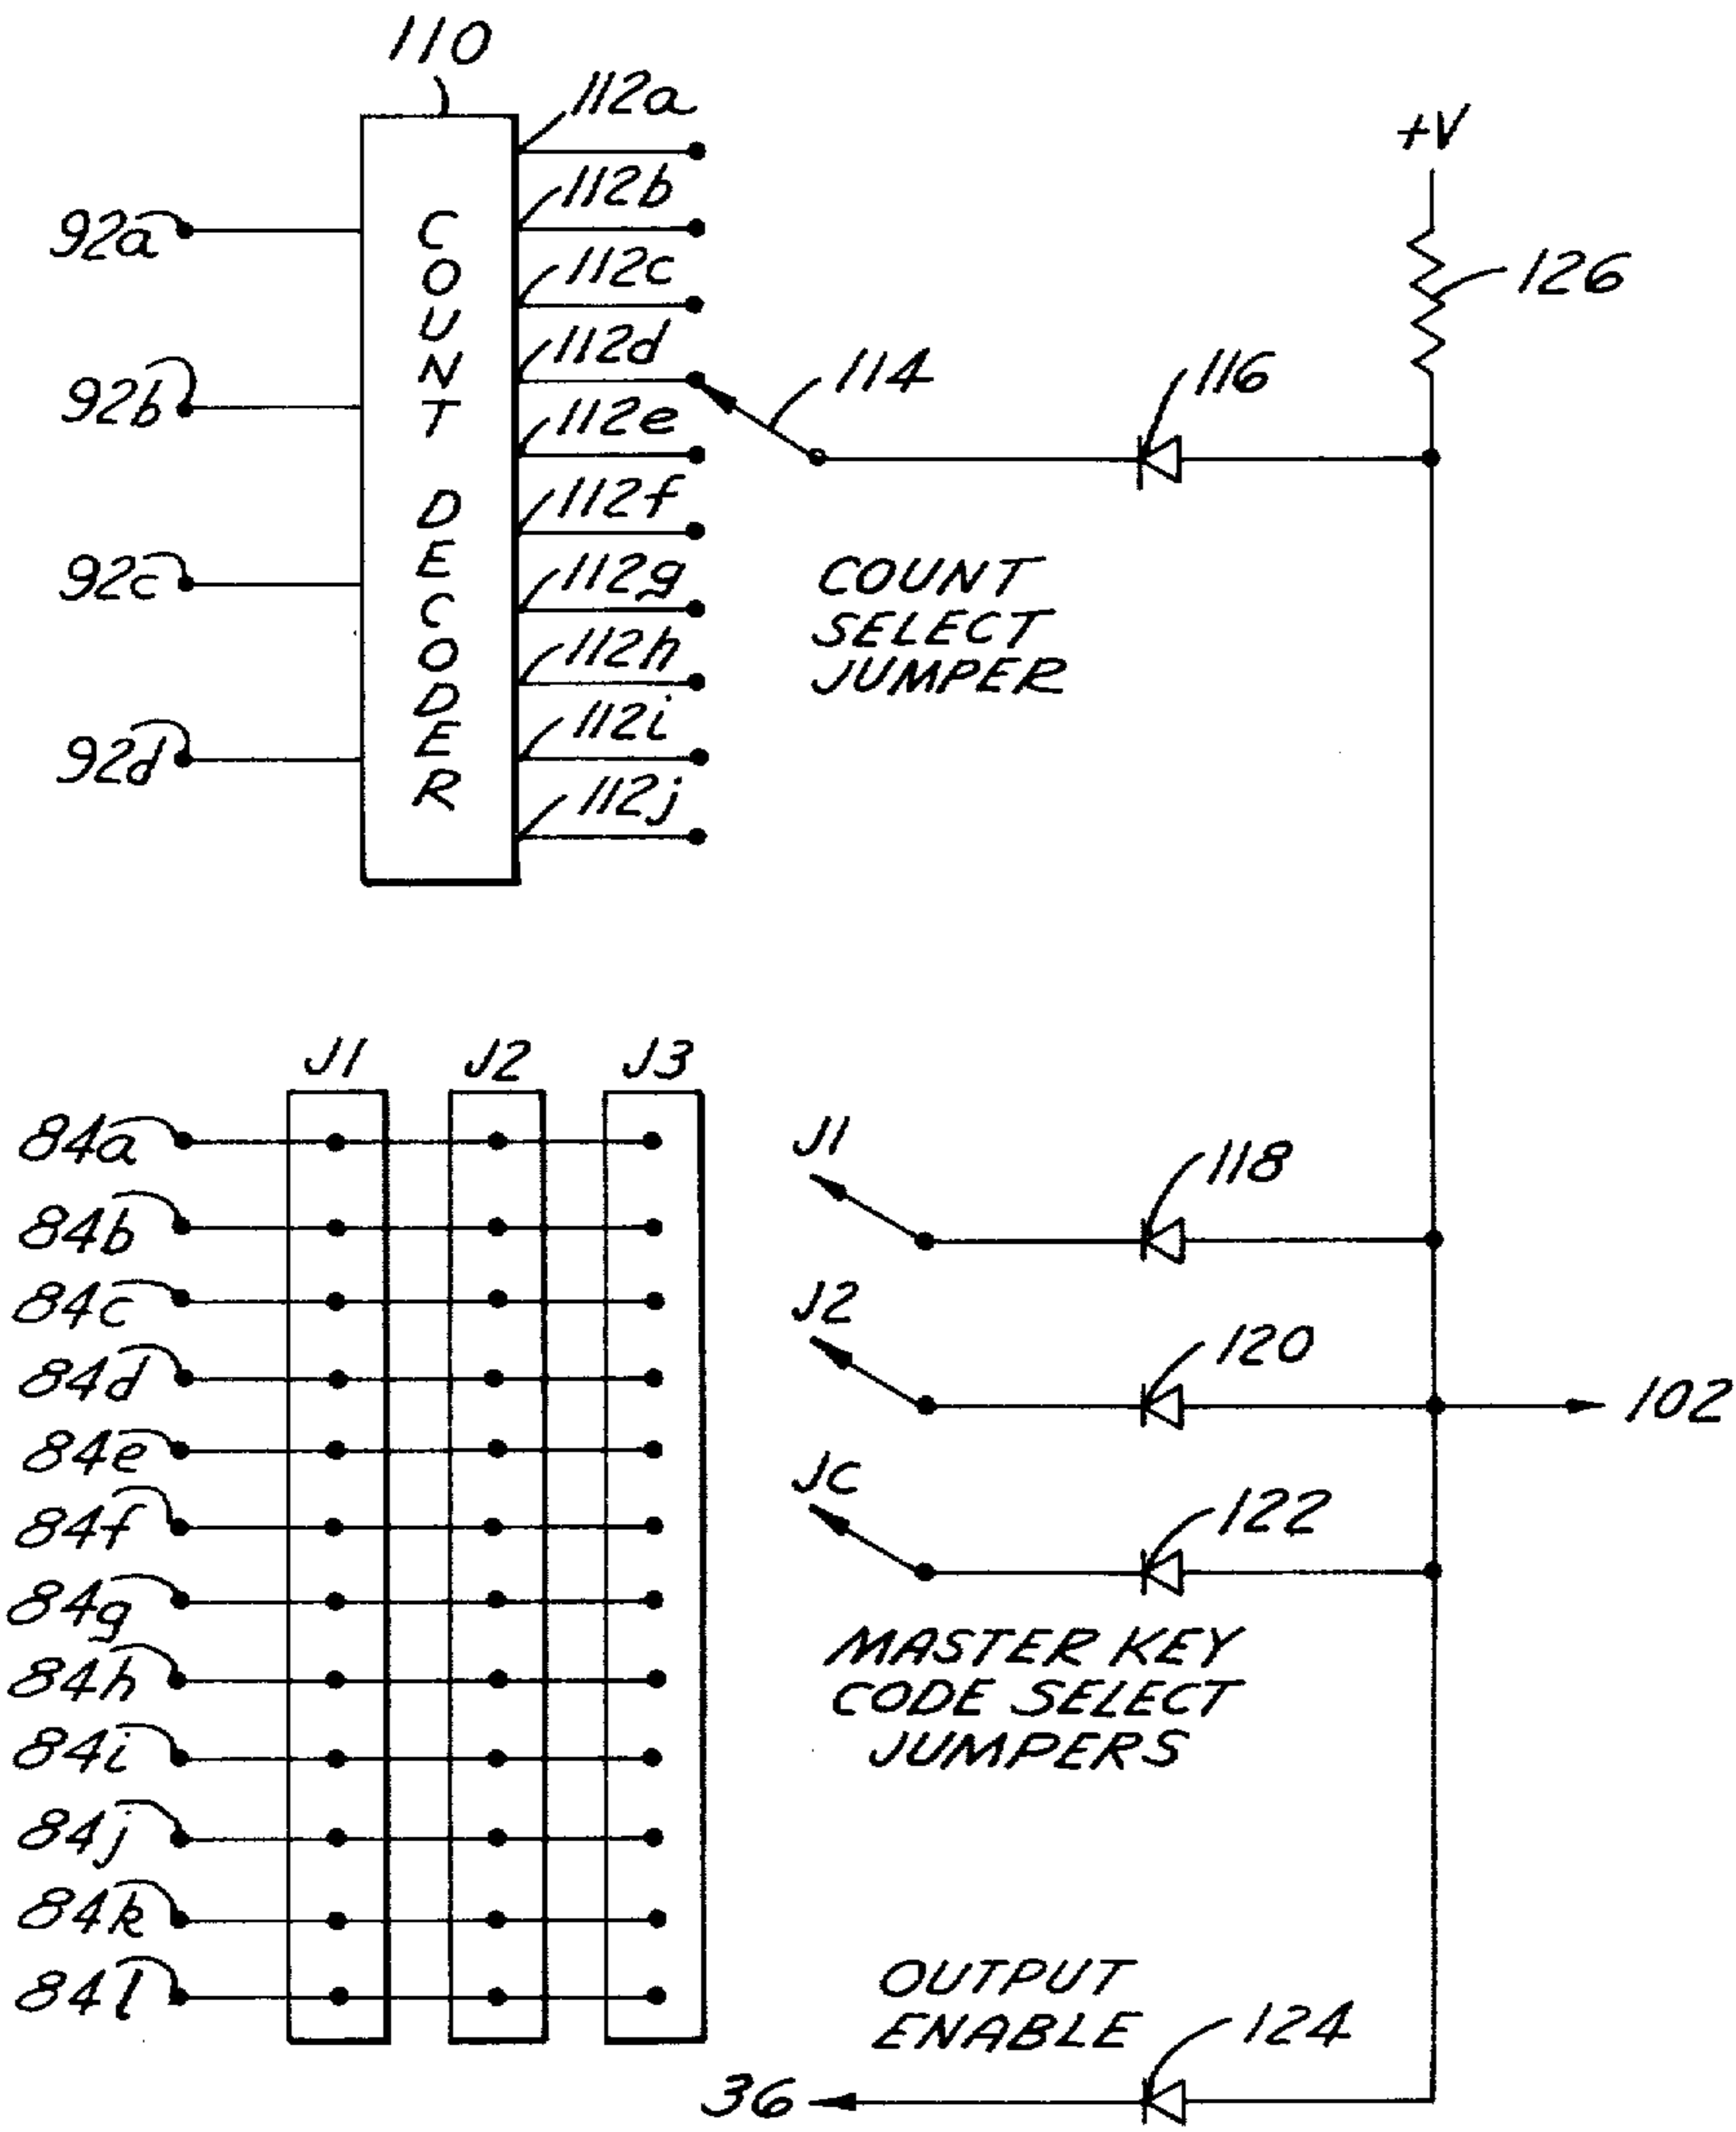 110
112a
112b
112c
112d
112e
112f
112g
112h
112i
112j
92a
92b
92c
92d
COUNT DECODER
114
116
+V
126
COUNT
SELECT
JUMPER
J1 J2 J3
84a
84b
84c
84d
84e
84f
84g
84h
84i
84j
84k
84l
J1
118
J2
120
102
JC
122
MASTER KEY
CODE SELECT
JUMPERS
OUTPUT
ENABLE
124
36